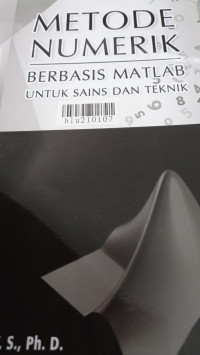 METODE
NUMERIK
BERBASIS MATLAB
UNTUK SAINS DAN TEKNIK
blu210107
S., Ph. D.